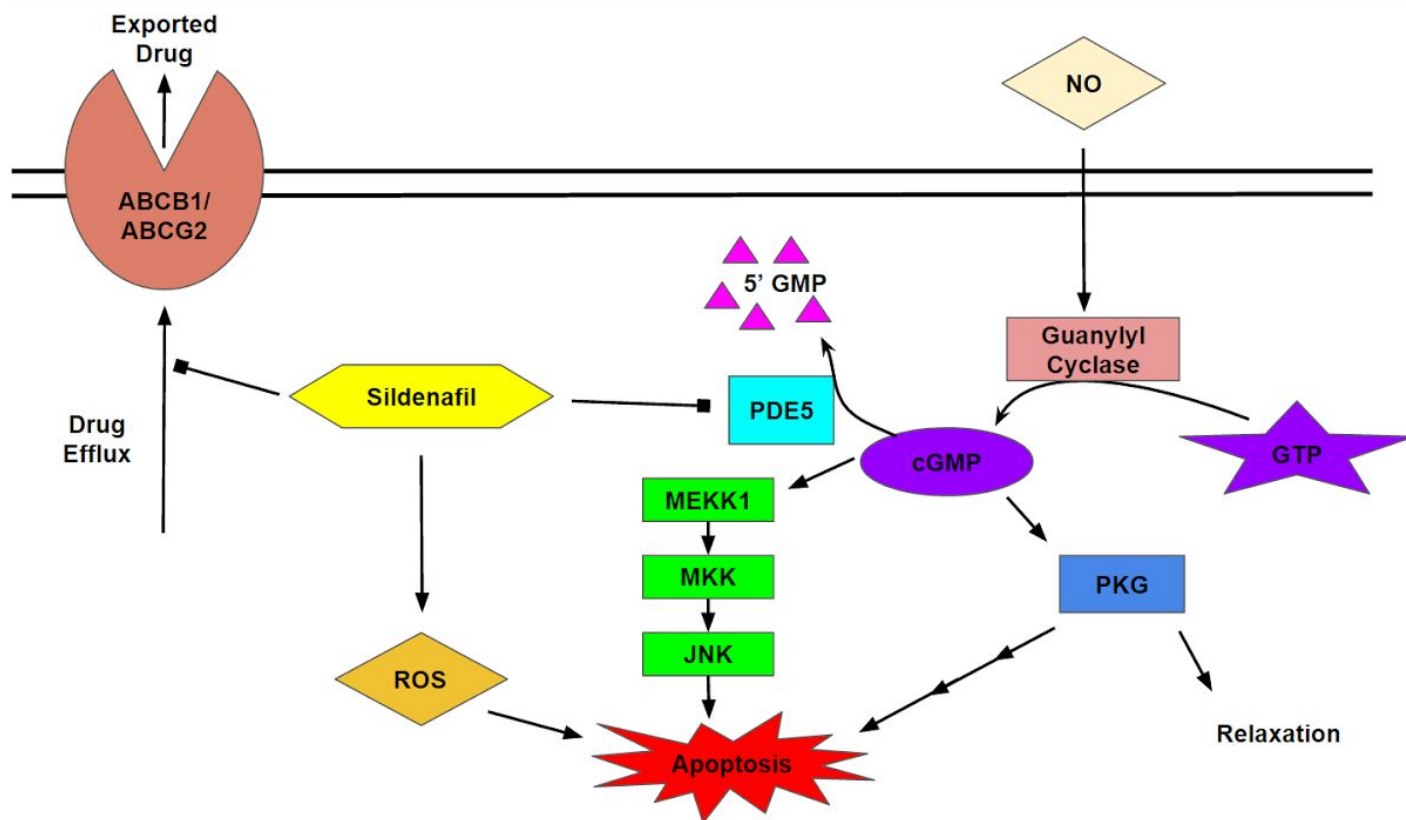 Exported
Drug
NO
ABCB1/
ABCG2
5’ GMP
Guanylyl
Cyclase
Sildenafil
PDE5
Drug
Efflux
cGMP
GTP
MEKK1
MKK
PKG
JNK
ROS
Relaxation
Apoptosis